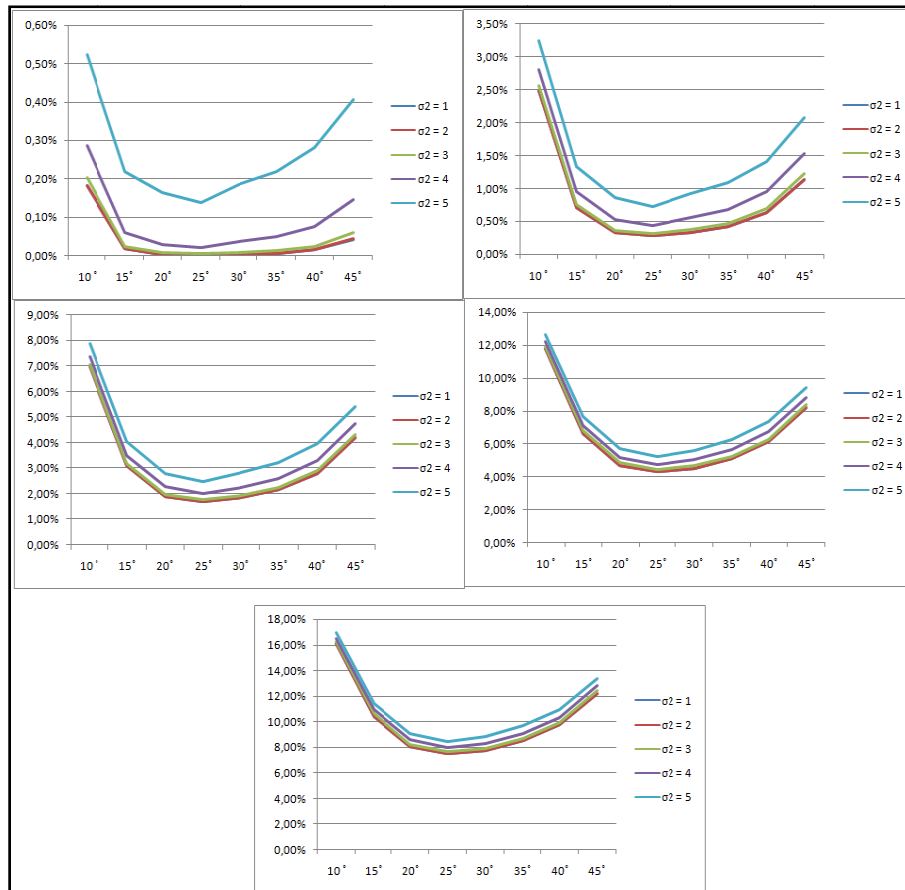 0,60%
0,50%
0,40%
0,30%
0,20%
0,10%
0,00%
10˚ 15˚ 20˚ 25˚ 30˚ 35˚ 40˚ 45˚
σ2 = 1
σ2 = 2
σ2 = 3
σ2 = 4
σ2 = 5
3,50%
3,00%
2,50%
2,00%
1,50%
1,00%
0,50%
0,00%
10˚ 15˚ 20˚ 25˚ 30˚ 35˚ 40˚ 45˚
σ2 = 1
σ2 = 2
σ2 = 3
σ2 = 4
σ2 = 5
9,00%
8,00%
7,00%
6,00%
5,00%
4,00%
3,00%
2,00%
1,00%
0,00%
10˚ 15˚ 20˚ 25˚ 30˚ 35˚ 40˚ 45˚
σ2 = 1
σ2 = 2
σ2 = 3
σ2 = 4
σ2 = 5
14,00%
12,00%
10,00%
8,00%
6,00%
4,00%
2,00%
0,00%
10˚ 15˚ 20˚ 25˚ 30˚ 35˚ 40˚ 45˚
σ2 = 1
σ2 = 2
σ2 = 3
σ2 = 4
σ2 = 5
18,00%
16,00%
14,00%
12,00%
10,00%
8,00%
6,00%
4,00%
2,00%
0,00%
10˚ 15˚ 20˚ 25˚ 30˚ 35˚ 40˚ 45˚
σ2 = 1
σ2 = 2
σ2 = 3
σ2 = 4
σ2 = 5